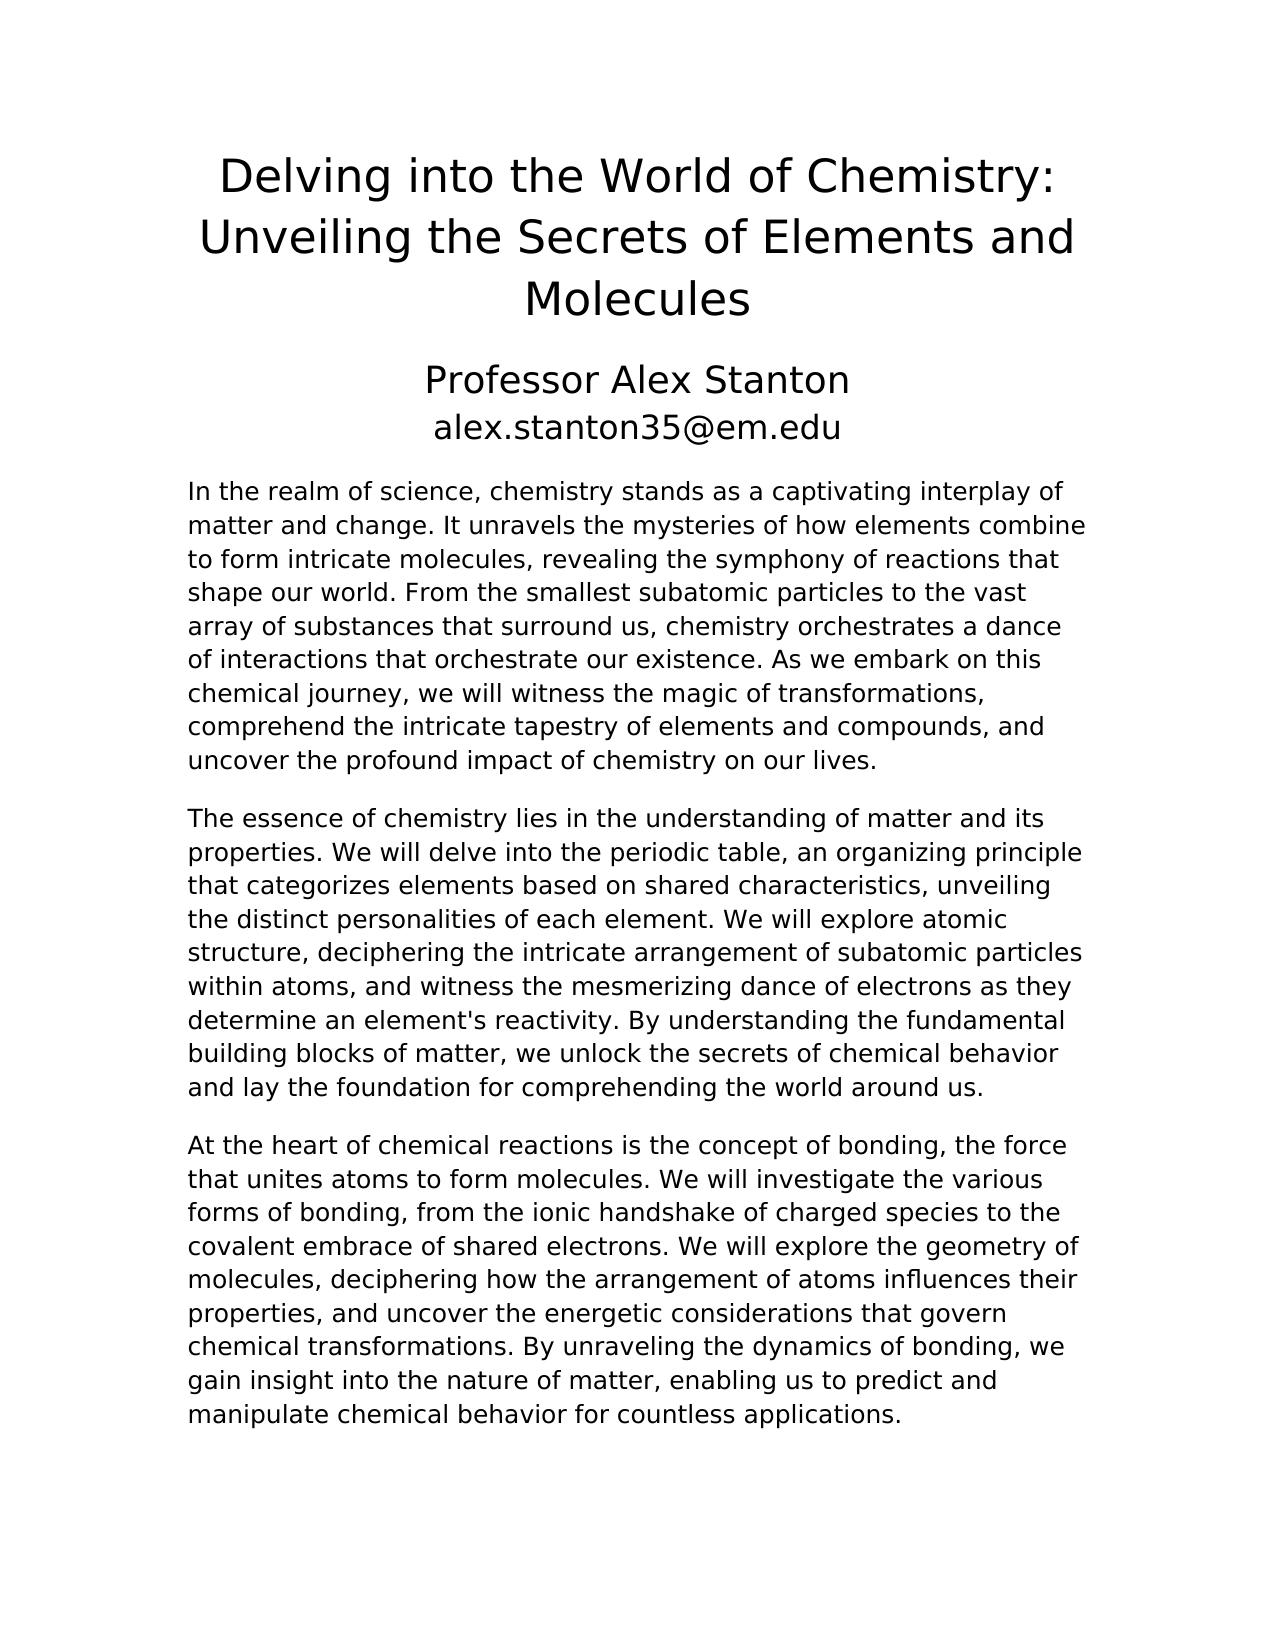 Delving into the World of Chemistry:
Unveiling the Secrets of Elements and
Molecules
Professor Alex Stanton
alex.stanton35@em.edu
In the realm of science, chemistry stands as a captivating interplay of
matter and change. It unravels the mysteries of how elements combine
to form intricate molecules, revealing the symphony of reactions that
shape our world. From the smallest subatomic particles to the vast
array of substances that surround us, chemistry orchestrates a dance
of interactions that orchestrate our existence. As we embark on this
chemical journey, we will witness the magic of transformations,
comprehend the intricate tapestry of elements and compounds, and
uncover the profound impact of chemistry on our lives.
The essence of chemistry lies in the understanding of matter and its
properties. We will delve into the periodic table, an organizing principle
that categorizes elements based on shared characteristics, unveiling
the distinct personalities of each element. We will explore atomic
structure, deciphering the intricate arrangement of subatomic particles
within atoms, and witness the mesmerizing dance of electrons as they
determine an element's reactivity. By understanding the fundamental
building blocks of matter, we unlock the secrets of chemical behavior
and lay the foundation for comprehending the world around us.
At the heart of chemical reactions is the concept of bonding, the force
that unites atoms to form molecules. We will investigate the various
forms of bonding, from the ionic handshake of charged species to the
covalent embrace of shared electrons. We will explore the geometry of
molecules, deciphering how the arrangement of atoms influences their
properties, and uncover the energetic considerations that govern
chemical transformations. By unraveling the dynamics of bonding, we
gain insight into the nature of matter, enabling us to predict and
manipulate chemical behavior for countless applications.